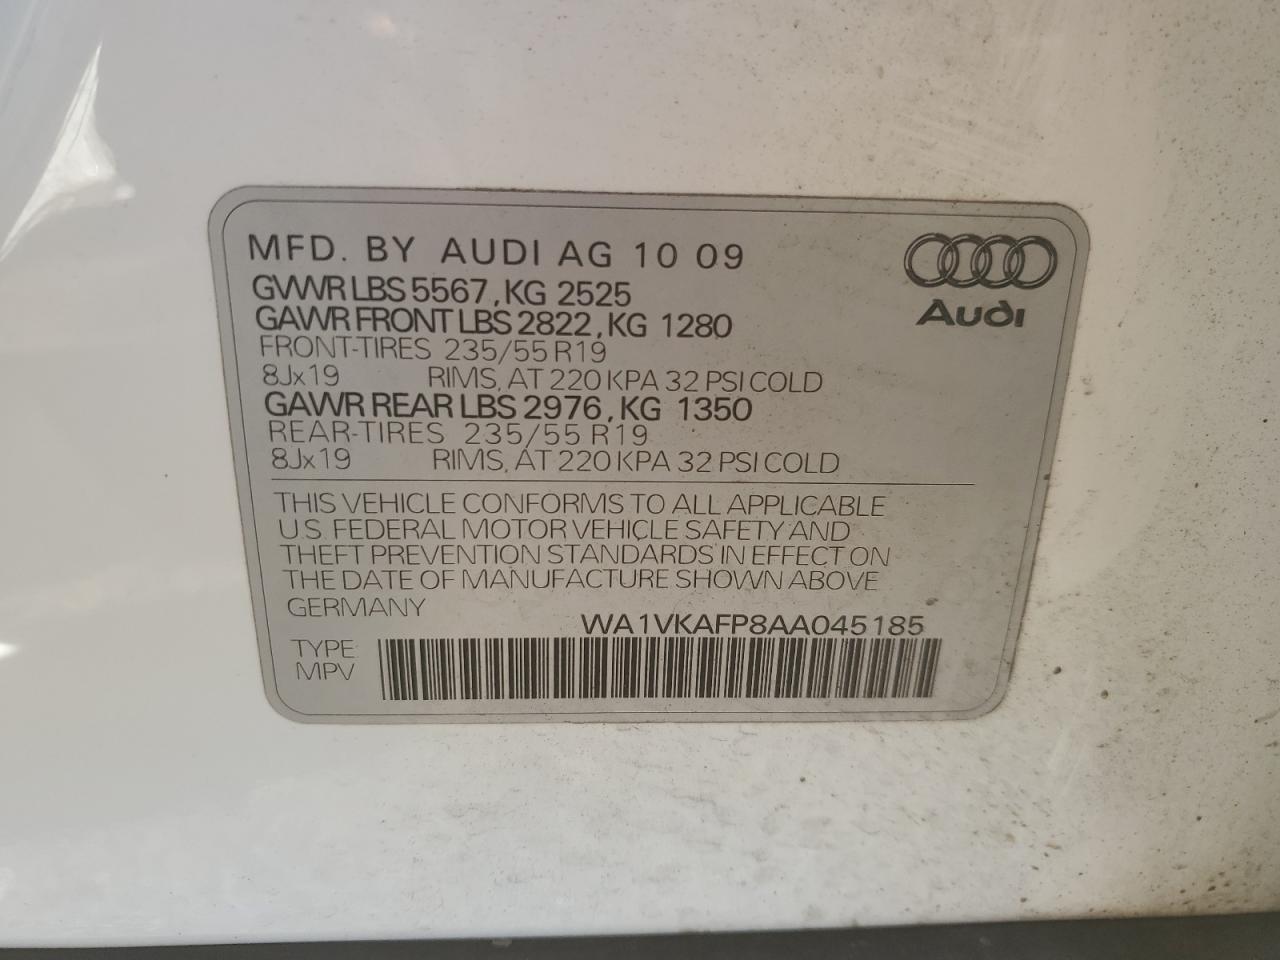 MFD. BY AUDI AG 10 09
GVWR LBS 5567, KG 2525
GAWR FRONT LBS 2822, KG 1280
FRONT-TIRES 235/55 R19
8Jx19 RIMS, AT 220 KPA 32 PSI COLD
GAWR REAR LBS 2976, KG 1350
REAR-TIRES 235/55 R19
8Jx19 RIMS, AT 220 KPA 32 PSI COLD
Audi
THIS VEHICLE CONFORMS TO ALL APPLICABLE
U.S. FEDERAL MOTOR VEHICLE SAFETY AND
THEFT PREVENTION STANDARDS IN EFFECT ON
THE DATE OF MANUFACTURE SHOWN ABOVE
GERMANY
WA1VKAFP8AA045185
TYPE:
MPV